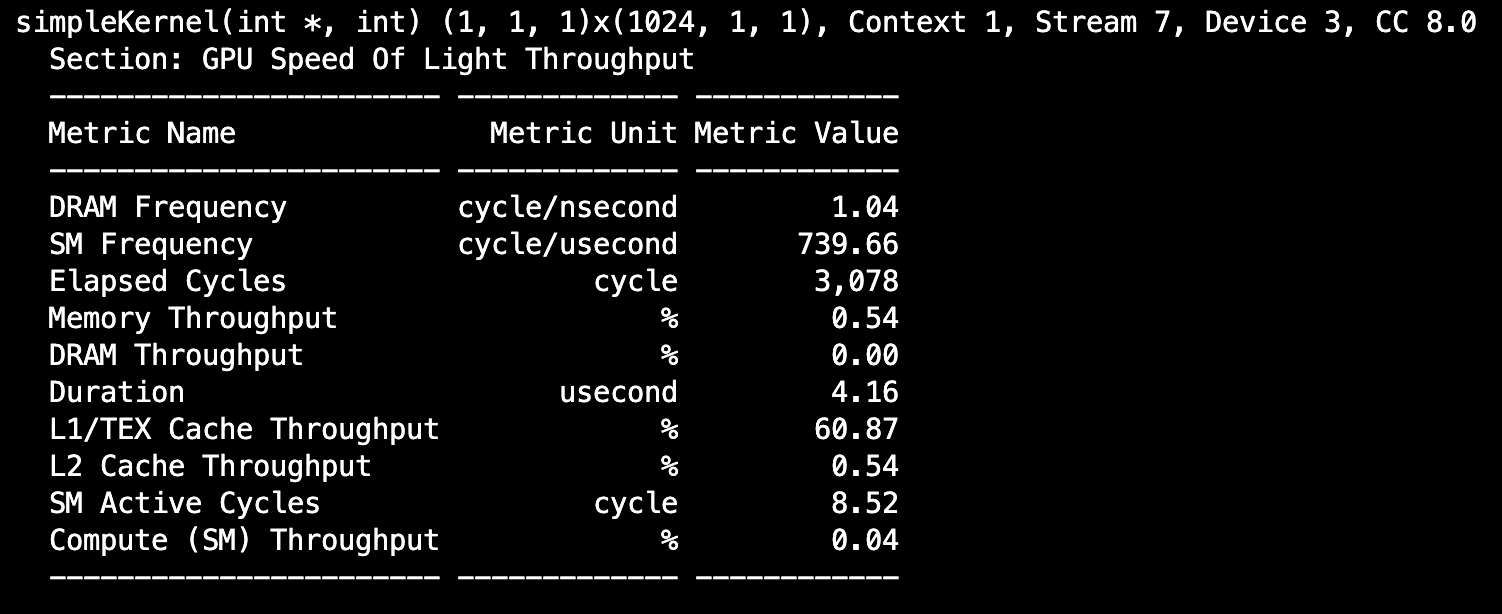 simpleKernel(int *, int) (1, 1, 1)x(1024, 1, 1), Context 1, Stream 7, Device 3, CC 8.0
Section: GPU Speed Of Light Throughput
----------------------- ------------- ------------
Metric Name Metric Unit Metric Value
----------------------- ------------- ------------
DRAM Frequency cycle/nsecond 1.04
SM Frequency cycle/usecond 739.66
Elapsed Cycles cycle 3,078
Memory Throughput % 0.54
DRAM Throughput % 0.00
Duration usecond 4.16
L1/TEX Cache Throughput % 60.87
L2 Cache Throughput % 0.54
SM Active Cycles cycle 8.52
Compute (SM) Throughput % 0.04
----------------------- ------------- ------------